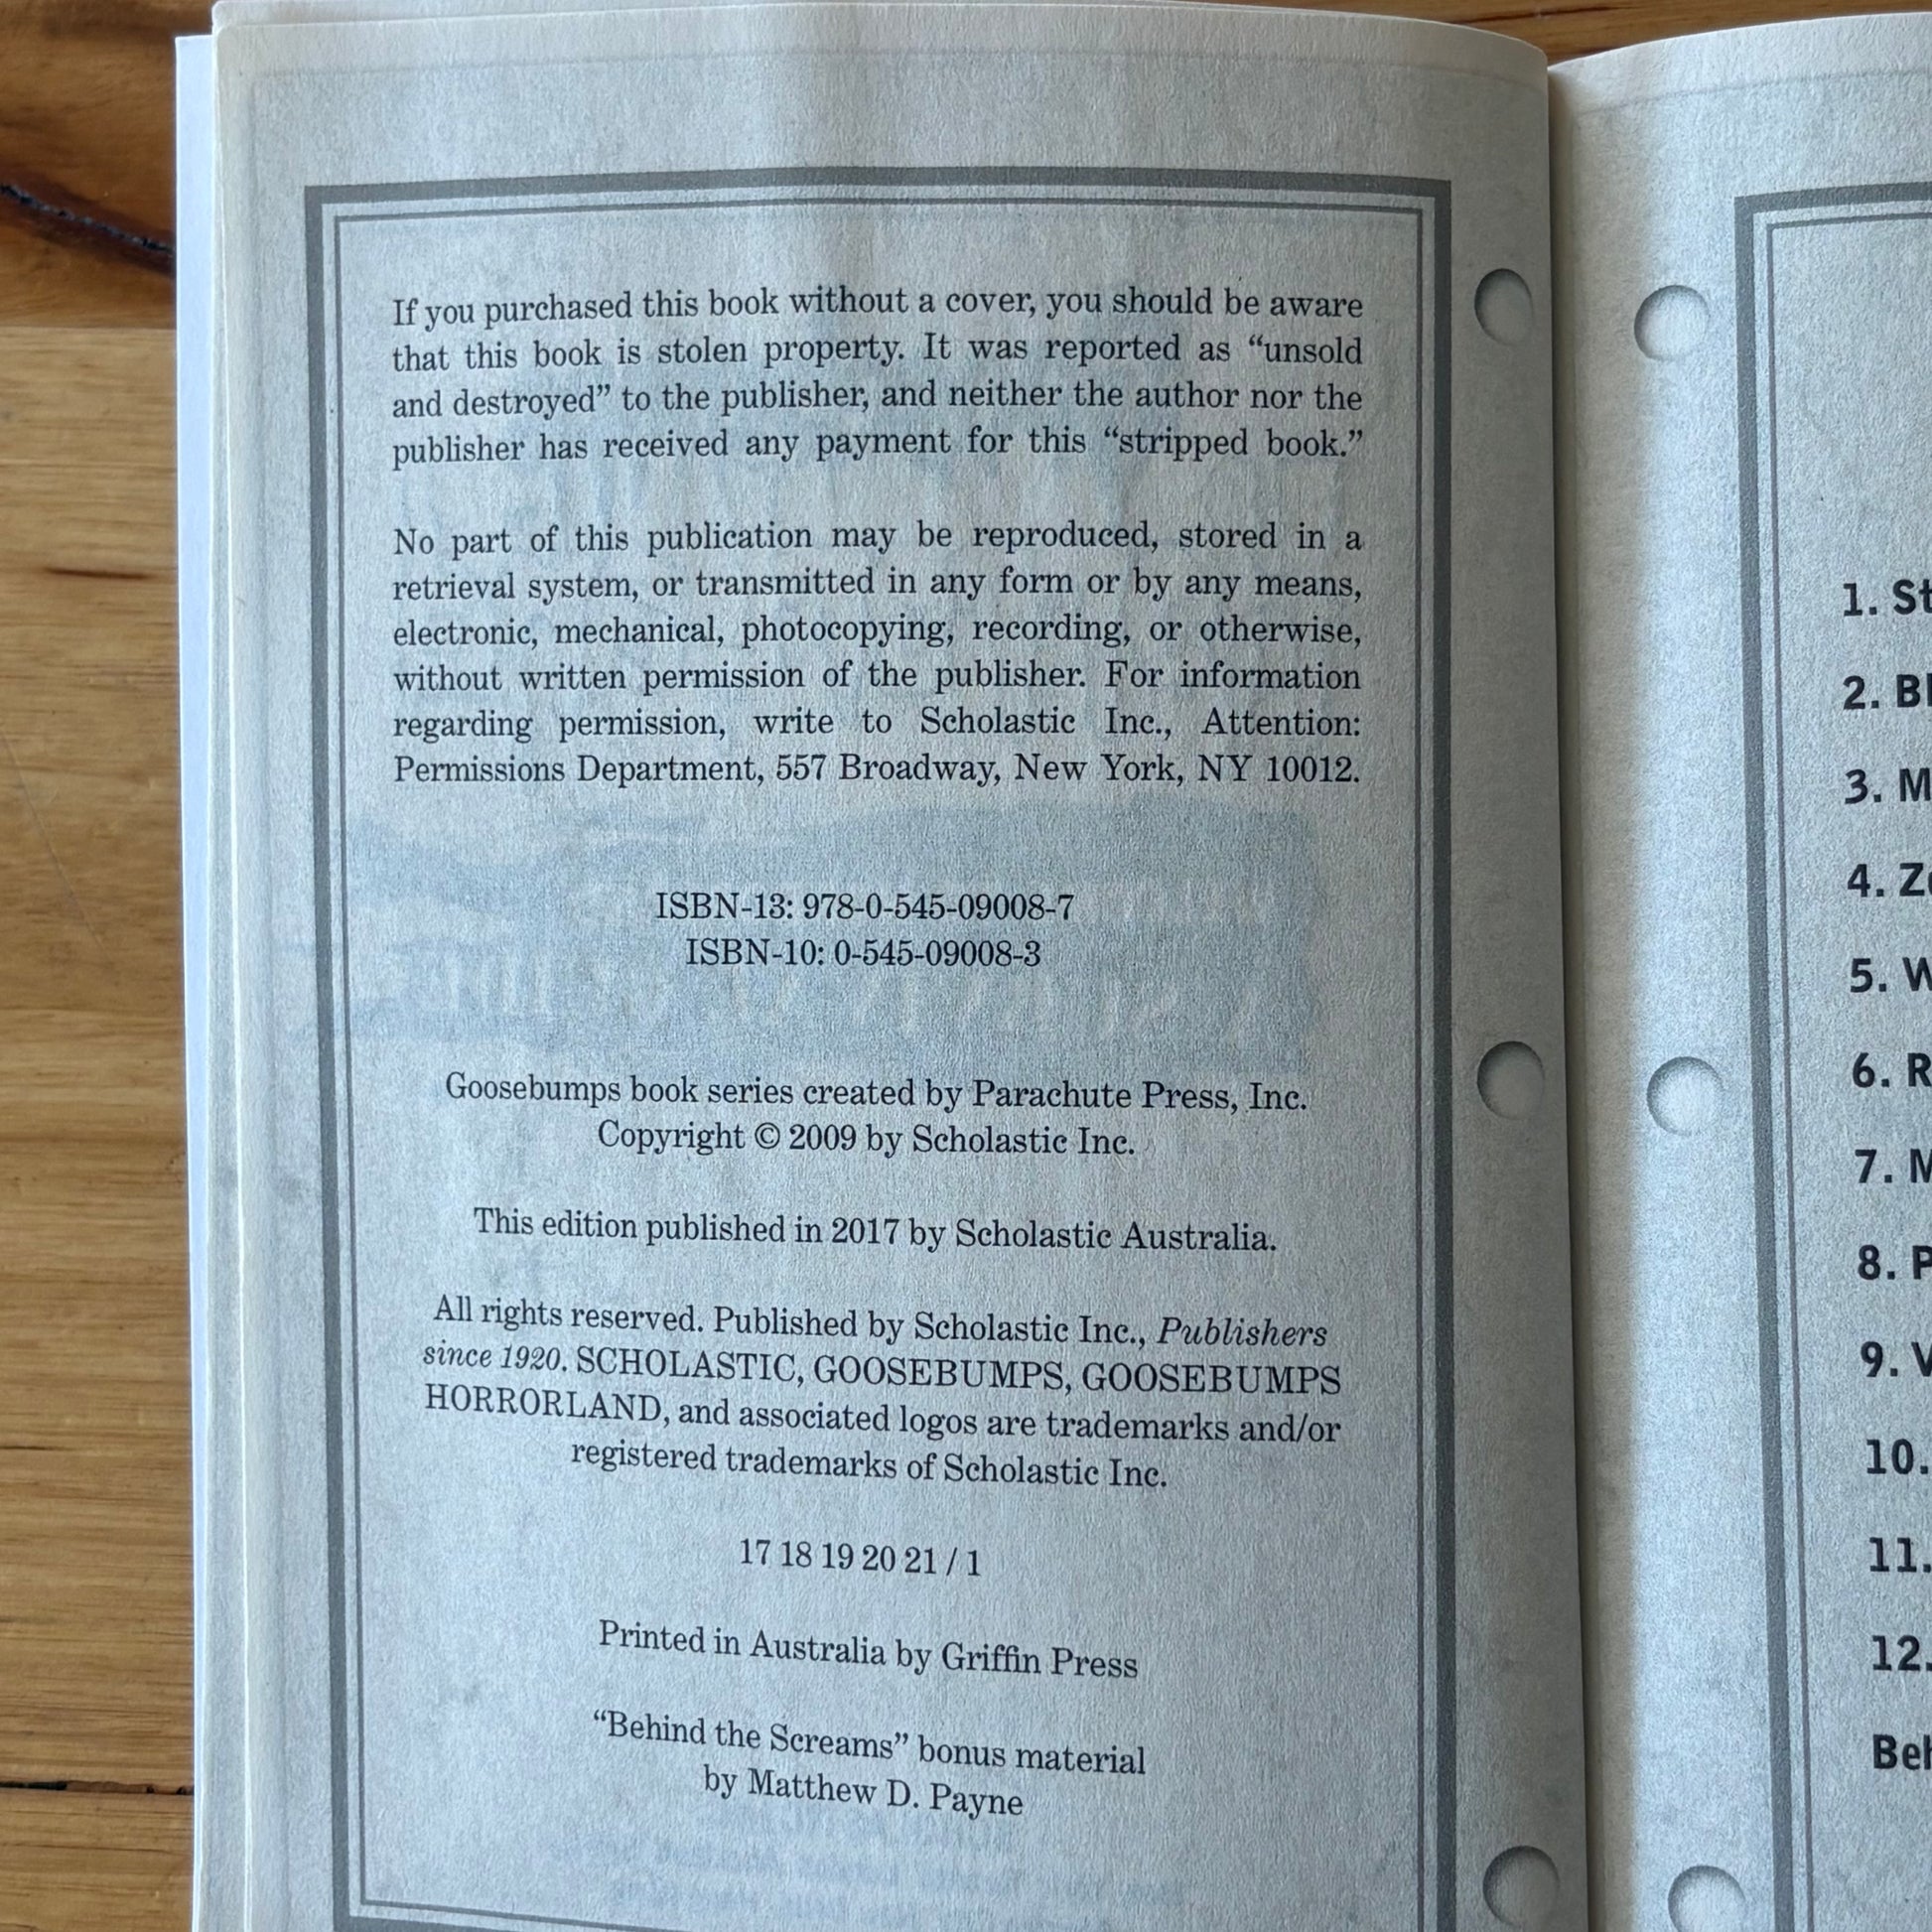 If you purchased this book without a cover, you should be aware
that this book is stolen property. It was reported as “unsold
and destroyed” to the publisher, and neither the author nor the
publisher has received any payment for this “stripped book.”
No part of this publication may be reproduced, stored in a
retrieval system, or transmitted in any form or by any means,
electronic, mechanical, photocopying, recording, or otherwise,
without written permission of the publisher. For information
regarding permission, write to Scholastic Inc., Attention:
Permissions Department, 557 Broadway, New York, NY 10012.
ISBN-13: 978-0-545-09008-7
ISBN-10: 0-545-09008-3
Goosebumps book series created by Parachute Press, Inc.
Copyright © 2009 by Scholastic Inc.
This edition published in 2017 by Scholastic Australia.
All rights reserved. Published by Scholastic Inc., Publishers
since 1920. SCHOLASTIC, GOOSEBUMPS, GOOSEBUMPS
HORRORLAND, and associated logos are trademarks and/or
registered trademarks of Scholastic Inc.
17 18 19 20 21 / 1
Printed in Australia by Griffin Press
“Behind the Screams” bonus material
by Matthew D. Payne
1. St
2. Bl
3. M
4. Z
5. W
6. R
7. M
8. P
9. V
10.
11.
12.
Beh